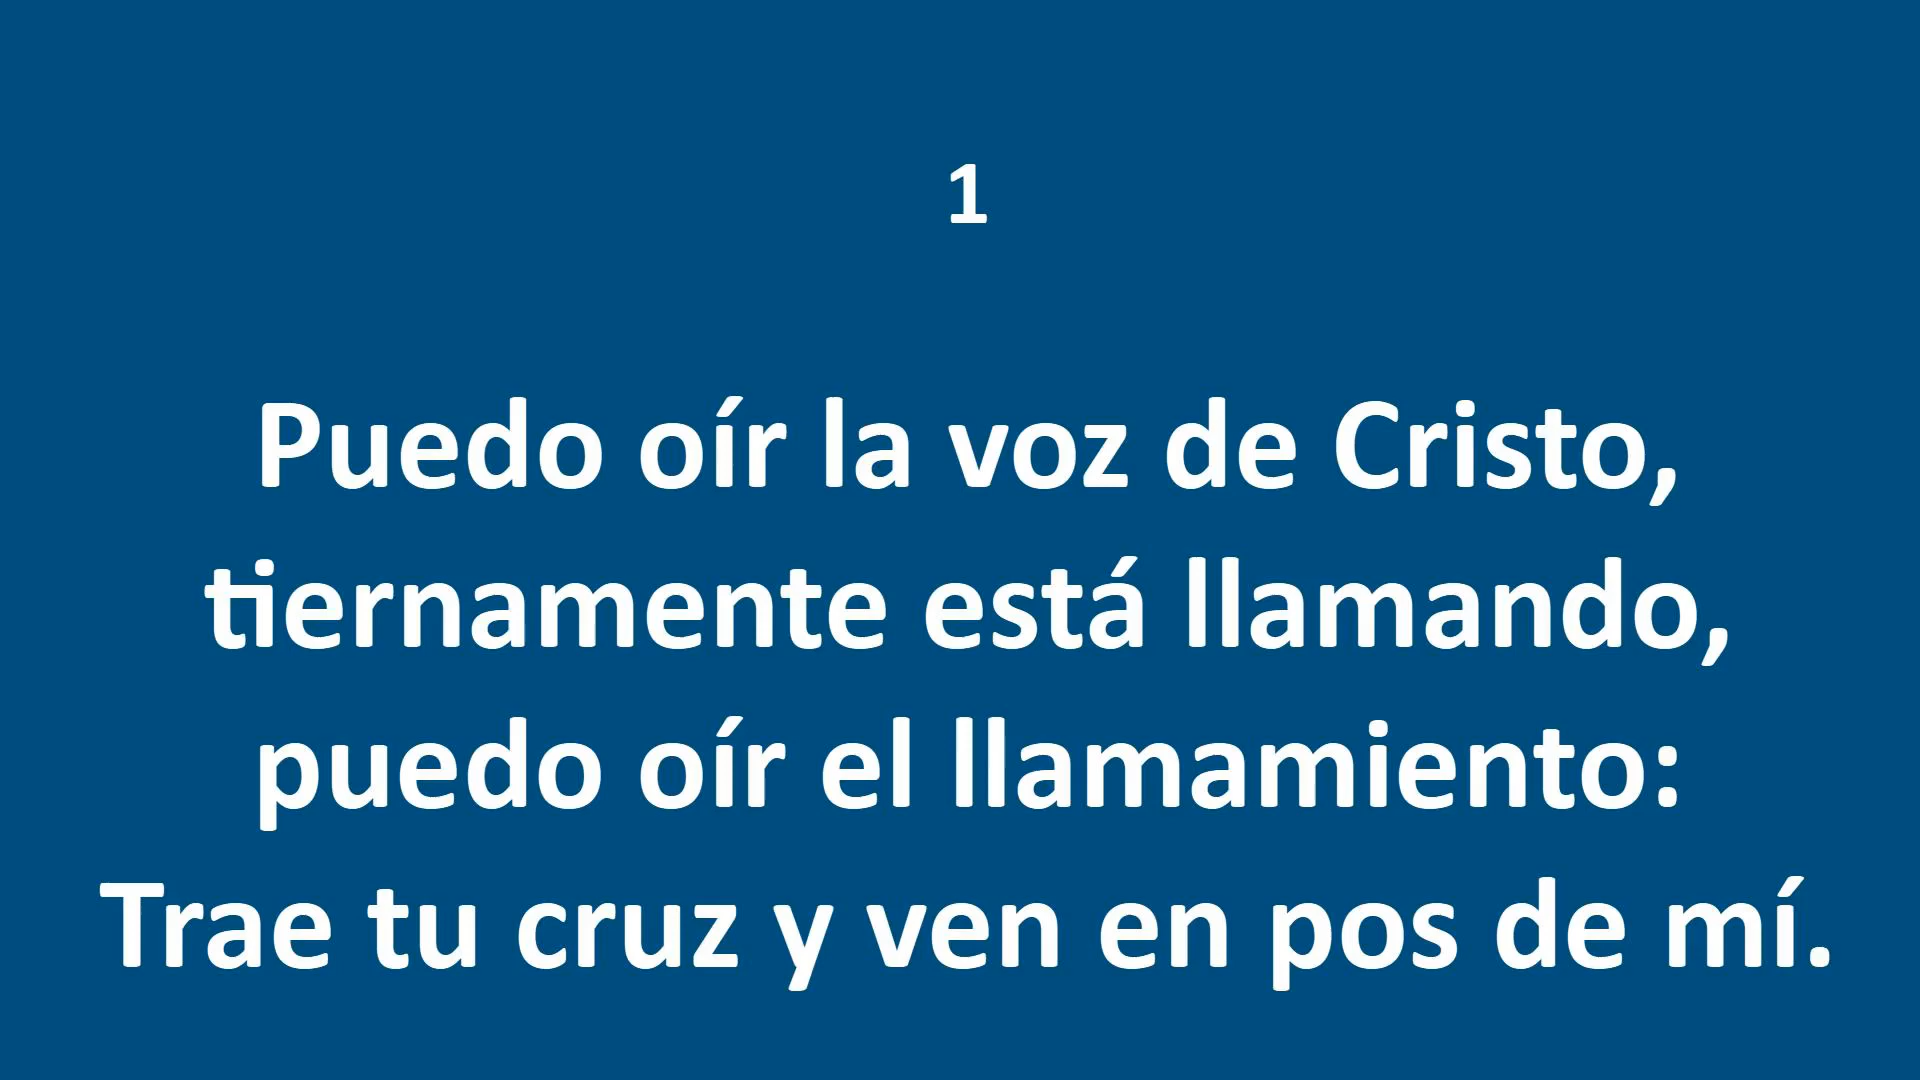 1
Puedo oír la voz de Cristo,
tiernamente está llamando,
puedo oír el llamamiento:
Trae tu cruz y ven en pos de mí.